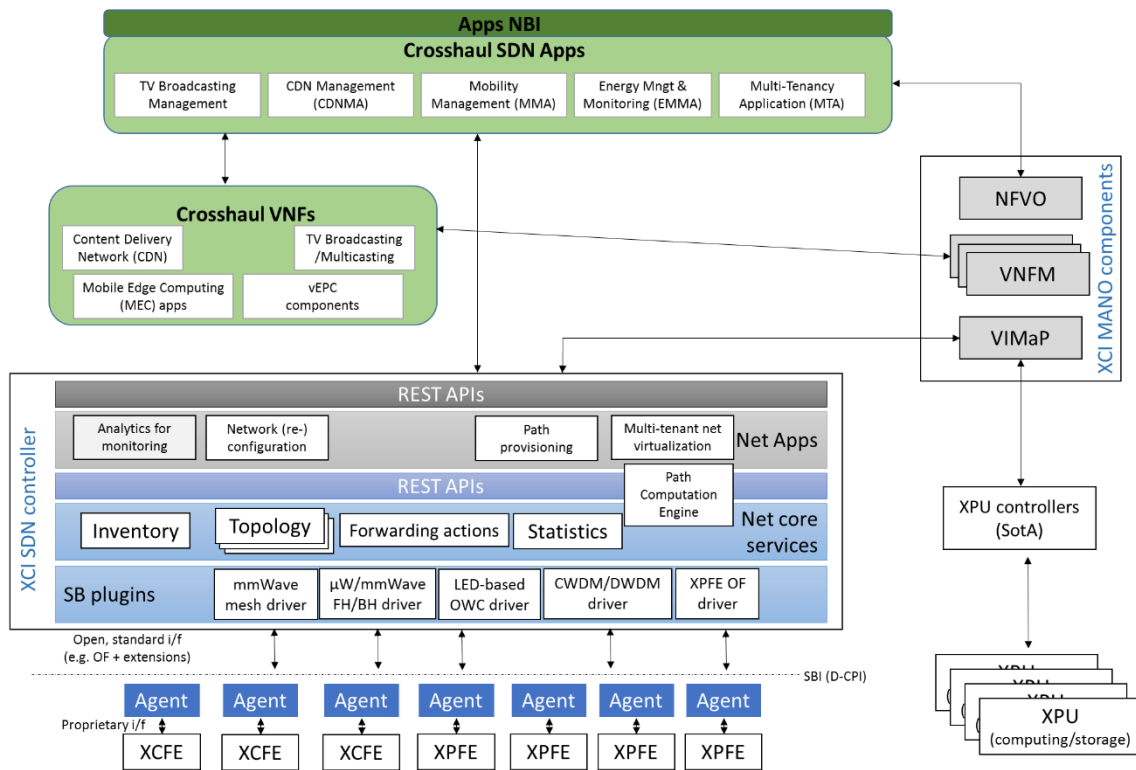 Apps NBI
Crosshaul SDN Apps
TV Broadcasting
Management
CDN Management
(CDNMA)
Mobility
Management (MMA)
Energy Mngt &
Monitoring (EMMA)
Multi-Tenancy
Application (MTA)
Crosshaul VNFs
Content Delivery
Network (CDN)
TV Broadcasting
/Multicasting
Mobile Edge Computing
(MEC) apps
vEPC
components
NFVO
VNFM
VIMaP
XCI MANO components
XCI SDN controller
REST APIs
Analytics for
monitoring
Network (re-)
configuration
Path
provisioning
Multi-tenant net
virtualization
Net Apps
REST APIs
Path
Computation
Engine
Inventory
Topology
Forwarding actions
Statistics
Net core
services
SB plugins
mmWave
mesh driver
µW/mmWave
FH/BH driver
LED-based
OWC driver
CWDM/DWDM
driver
XPFE OF
driver
XPU controllers
(SotA)
Open, standard i/f
(e.g. OF + extensions)
SBI (D-CPI)
Agent
Agent
Agent
Agent
Agent
Agent
Agent
Proprietary i/f
XCFE
XCFE
XCFE
XPFE
XPFE
XPFE
XPFE
XPU
(computing/storage)